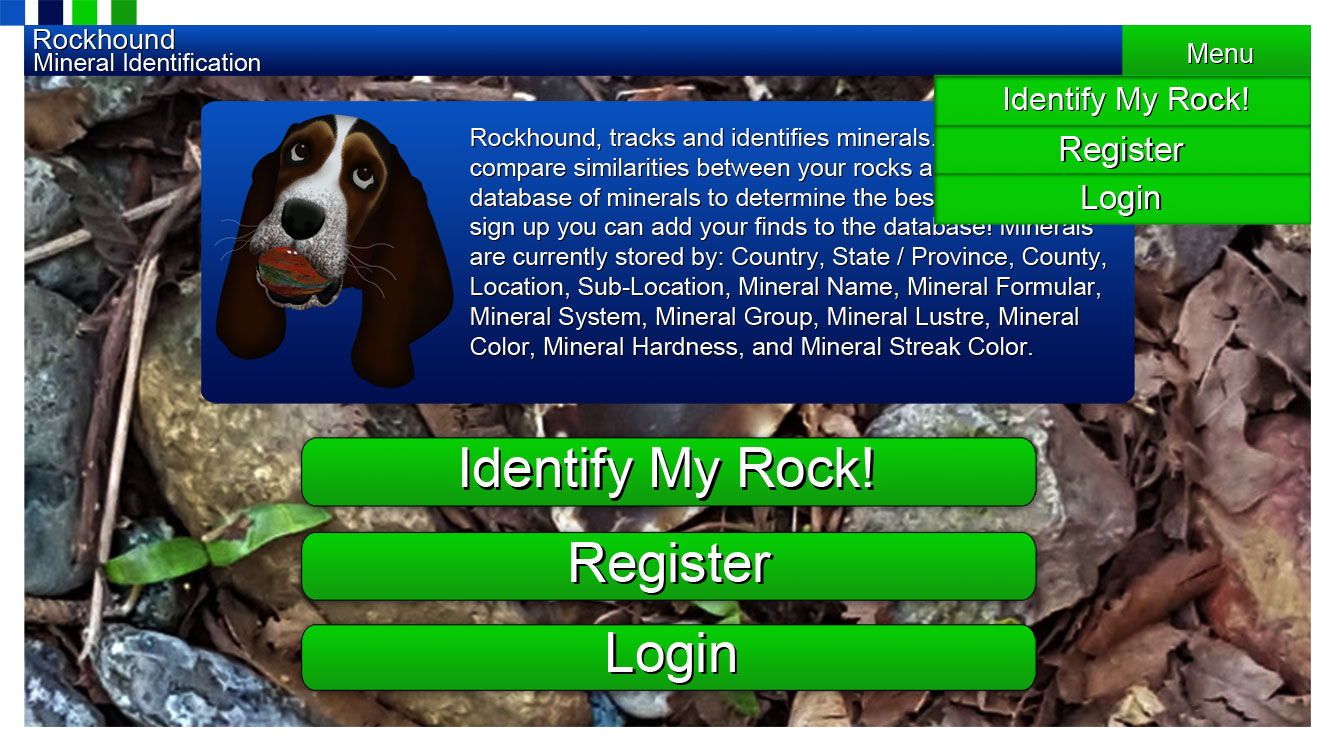 Rockhound
Mineral Identification
Menu
Identify My Rock!
Register
Login
Rockhound, tracks and identifies minerals.
compare similarities between your rocks a
database of minerals to determine the bes
sign up you can add your finds to the database! Minerals
are currently stored by: Country, State / Province, County,
Location, Sub-Location, Mineral Name, Mineral Formular,
Mineral System, Mineral Group, Mineral Lustre, Mineral
Color, Mineral Hardness, and Mineral Streak Color.
Identify My Rock!
Register
Login